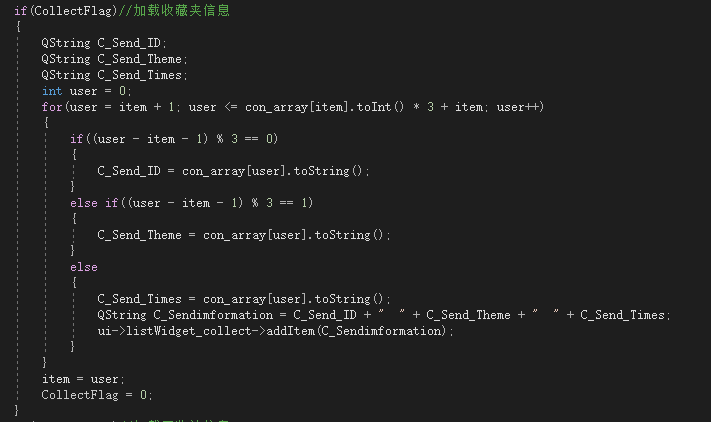 if(CollectFlag)//加载收藏夹信息
{
QString C_Send_ID;
QString C_Send_Theme;
QString C_Send_Times;
int user = 0;
for(user = item + 1; user <= con_array[item].toInt() * 3 + item; user++)
{
if((user - item - 1) % 3 == 0)
{
C_Send_ID = con_array[user].toString();
}
else if((user - item - 1) % 3 == 1)
{
C_Send_Theme = con_array[user].toString();
}
else
{
C_Send_Times = con_array[user].toString();
QString C_Sendimformation = C_Send_ID + "  " + C_Send_Theme + "  " + C_Send_Times;
ui->listWidget_collect->addItem(C_Sendimformation);
}
}
item = user;
CollectFlag = 0;
}